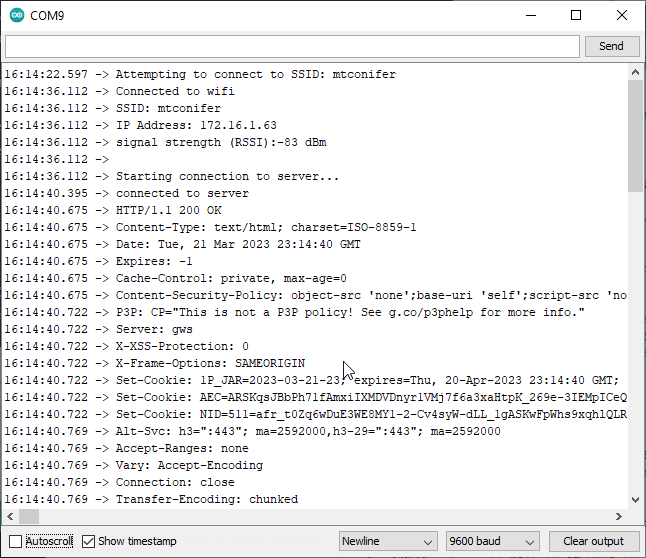 COM9
Send
16:14:22.597 -> Attempting to connect to SSID: mtconifer
16:14:36.112 -> Connected to wifi
16:14:36.112 -> SSID: mtconifer
16:14:36.112 -> IP Address: 172.16.1.63
16:14:36.112 -> signal strength (RSSI):-83 dBm
16:14:36.112 ->
16:14:36.112 -> Starting connection to server...
16:14:40.395 -> connected to server
16:14:40.675 -> HTTP/1.1 200 OK
16:14:40.675 -> Content-Type: text/html; charset=ISO-8859-1
16:14:40.675 -> Date: Tue, 21 Mar 2023 23:14:40 GMT
16:14:40.675 -> Expires: -1
16:14:40.675 -> Cache-Control: private, max-age=0
16:14:40.675 -> Content-Security-Policy: object-src 'none';base-uri 'self';script-src 'no
16:14:40.722 -> P3P: CP="This is not a P3P policy! See g.co/p3phelp for more info."
16:14:40.722 -> Server: gws
16:14:40.722 -> X-XSS-Protection: 0
16:14:40.722 -> X-Frame-Options: SAMEORIGIN
16:14:40.722 -> Set-Cookie: 1P_JAR=2023-03-21-23; expires=Thu, 20-Apr-2023 23:14:40 GMT;
16:14:40.722 -> Set-Cookie: AEC=ARSKqsJBbPh71fAmxiIXMDVDnyr1VMj7f6a3xaHtpK_269e-3IEMpICeQ
16:14:40.722 -> Set-Cookie: NID=511=afr_t0Zq6wDuE3WE8MY1-2-Cv4syW-dLL_1gASKwFpWhs9xqh1QLR
16:14:40.769 -> Alt-Svc: h3=":443"; ma=2592000,h3-29=":443"; ma=2592000
16:14:40.769 -> Accept-Ranges: none
16:14:40.769 -> Vary: Accept-Encoding
16:14:40.769 -> Connection: close
16:14:40.769 -> Transfer-Encoding: chunked
Autoscroll Show timestamp Newline 9600 baud Clear output